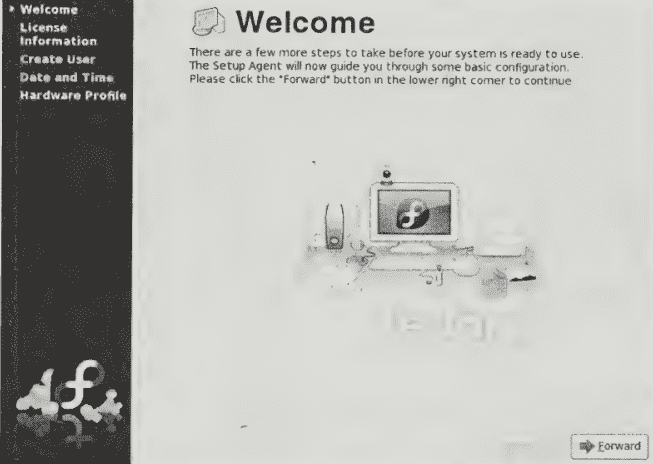 Welcome
License
Information
Create User
Date and Time
Hardware Profile
Welcome
There are a few more steps to take before your system is ready to use.
The Setup Agent will now guide you through some basic configuration.
Please click the "Forward" button in the lower right corner to continue
Forward